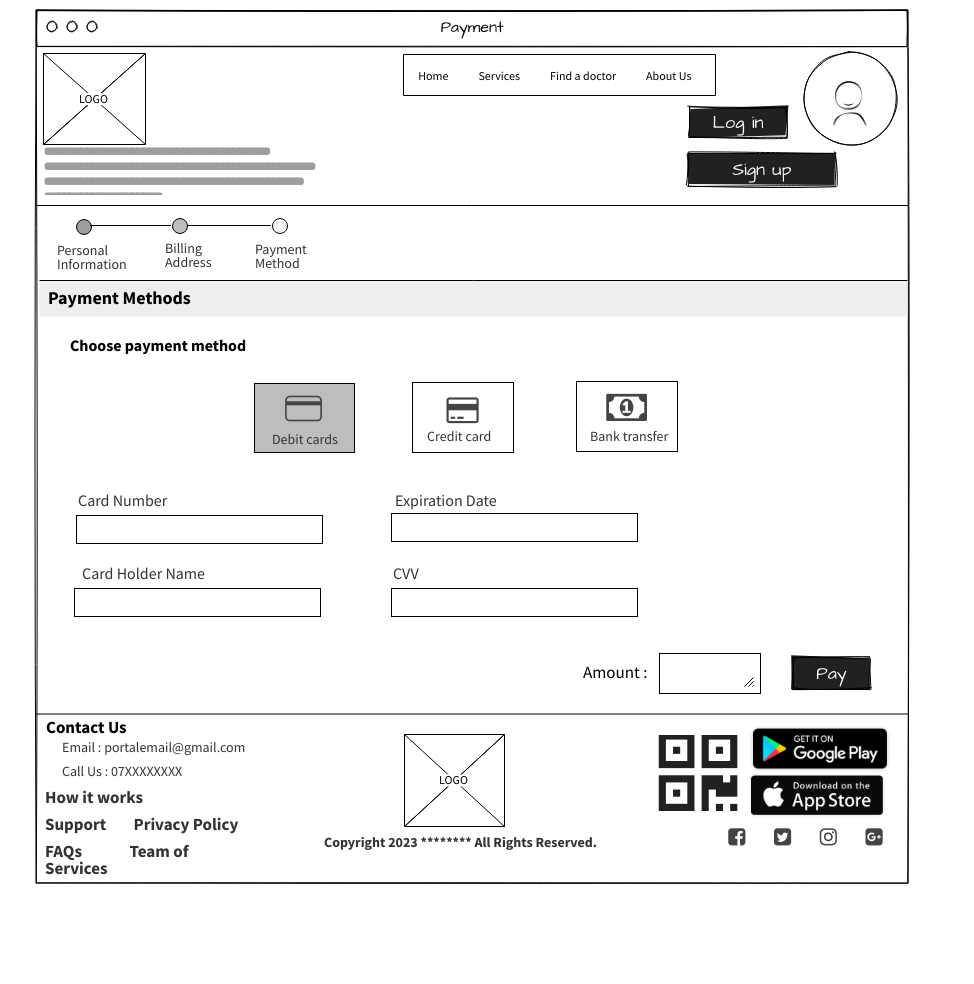 Payment
LOGO
Home Services Find a doctor About Us
Log in
Sign up
Personal
Information
Billing
Address
Payment
Method
Payment Methods
Choose payment method
Debit cards
Credit card
Bank transfer
Card Number
Expiration Date
Card Holder Name
CVV
Amount :
Pay
Contact Us
Email : portalemail@gmail.com
Call Us : 07XXXXXXXX
How it works
Support Privacy Policy
FAQs Team of
Services
LOGO
Copyright 2023 ******** All Rights Reserved.
GET IT ON
Google Play
Download on the
App Store